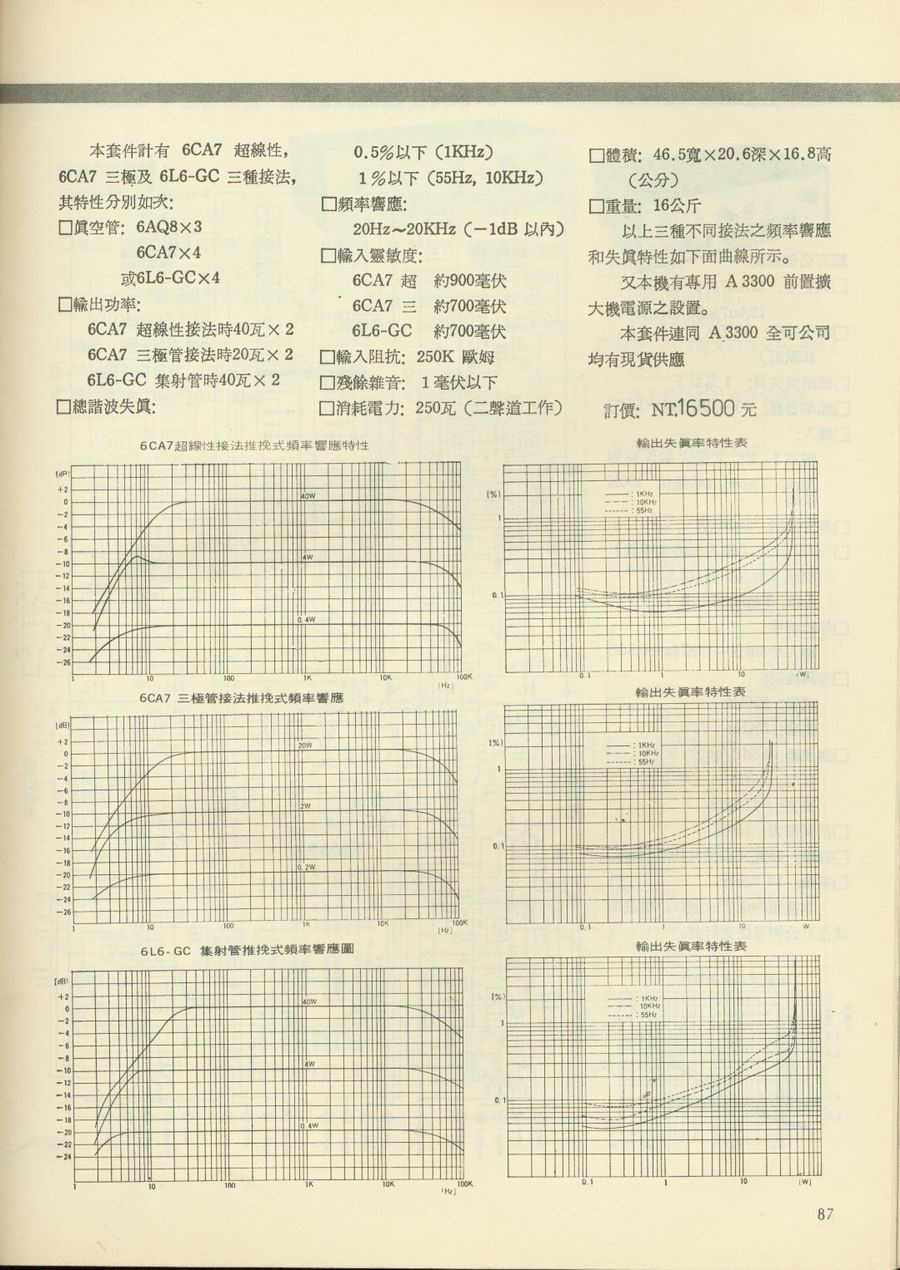 本套件計有 6CA7 超線性，
6CA7 三極及 6L6-GC 三種接法，
其特性分別如次：
□眞空管：6AQ8×3
6CA7×4
或6L6-GC×4
□輸出功率：
6CA7 超線性接法時40瓦×2
6CA7 三極管接法時20瓦×2
6L6-GC 集射管時40瓦×2
□總諧波失眞：
0.5%以下（1KHz）
1%以下（55Hz, 10KHz）
□頻率響應：
20Hz～20KHz（－1dB 以內）
□輸入靈敏度：
6CA7 超 約900毫伏
6CA7 三 約700毫伏
6L6-GC 約700毫伏
□輸入阻抗：250K 歐姆
□殘餘雜音：1毫伏以下
□消耗電力：250瓦（二聲道工作）
□體積：46.5寬×20.6深×16.8高
（公分）
□重量：16公斤
以上三種不同接法之頻率響應
和失眞特性如下面曲線所示。
又本機有專用 A 3300 前置擴
大機電源之設置。
本套件連同 A 3300 全可公司
均有現貨供應
訂價：NT.16500元
6CA7超線性接法推挽式頻率響應特性
(dB)
+2
0
-2
-4
-6
-8
-10
-12
-14
-16
-18
-20
-22
-24
-26
40W
4W
0.4W
1 10 100 1K 10K 100K
(Hz)
輸出失眞率特性表
(%)
1
0.1
——：1KHz
—·—：10KHz
-----：55Hz
0.1 1 10 (W)
6CA7 三極管接法推挽式頻率響應
(dB)
+2
0
-2
-4
-6
-8
-10
-12
-14
-16
-18
-20
-22
-24
-26
20W
2W
0.2W
1 10 100 1K 10K 100K
(Hz)
輸出失眞率特性表
(%)
1
0.1
——：1KHz
—·—：10KHz
-----：55Hz
0.1 1 10 W
6L6-GC 集射管推挽式頻率響應圖
(dB)
+2
0
-2
-4
-6
-8
-10
-12
-14
-16
-18
-20
-22
-24
40W
4W
0.4W
1 10 100 1K 10K 100K
(Hz)
輸出失眞率特性表
(%)
1
0.1
——：1KHz
—·— 10KHz
-----：55Hz
0.1 1 10 (W)
87